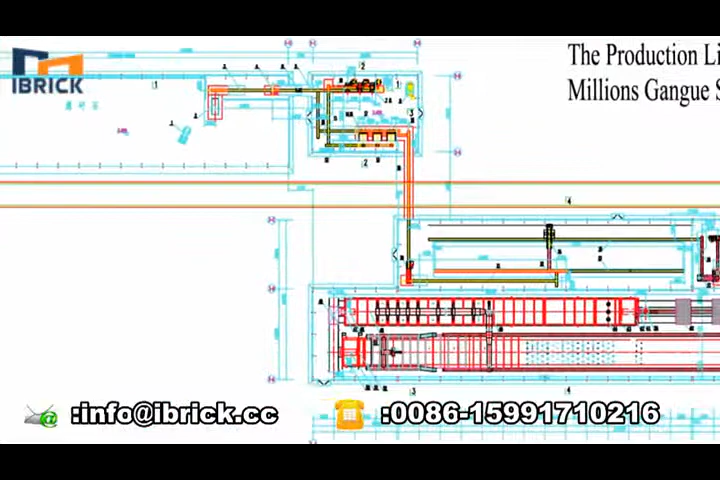 IBRICK
The Production Li
Millions Gangue S
:info@ibrick.cc
:0086-15991710216